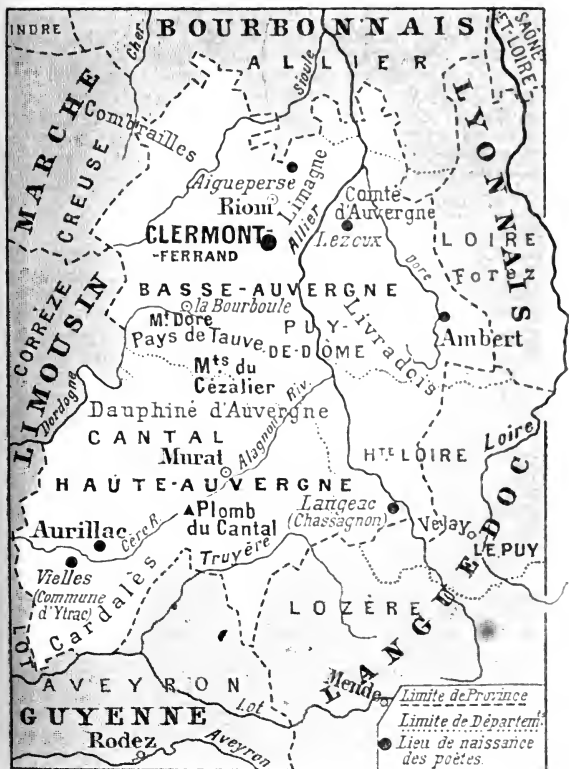 BOURBONNAIS
INDRE
Cher
ALLIER
Sioule
SAÔNE
-ET-LOIRE
MARCHE
CREUSE
Combrailles
LYONNAIS
Aigueperse
Riom
Limagne
Allier
Comté
d'Auvergne
Lezoux
CLERMONT-
-FERRAND
LOIRE
Forez
Dore
BASSE-AUVERGNE
la Bourboule
Mt Dore
Pays de Tauve
PUY-
DE-DÔME
Livradois
Ambert
CORRÈZE
LIMOUSIN
Dordogne
Mts du
Cézalier
Dauphiné d'Auvergne
Alagnon Riv.
CANTAL
Murat
Hte LOIRE
Loire
HAUTE-AUVERGNE
Plomb
du Cantal
Langeac
(Chassagnon)
Velay
LE PUY
Aurillac
Cère R.
Truyère
Vielles
(Commune
d'Ytrac)
Cardalès
LOZÈRE
LANGUEDOC
LOT
AVEYRON
Lot
Mende
GUYENNE
Rodez
Aveyron
Limite de Province
Limite de Départemt.
Lieu de naissance
des poètes.